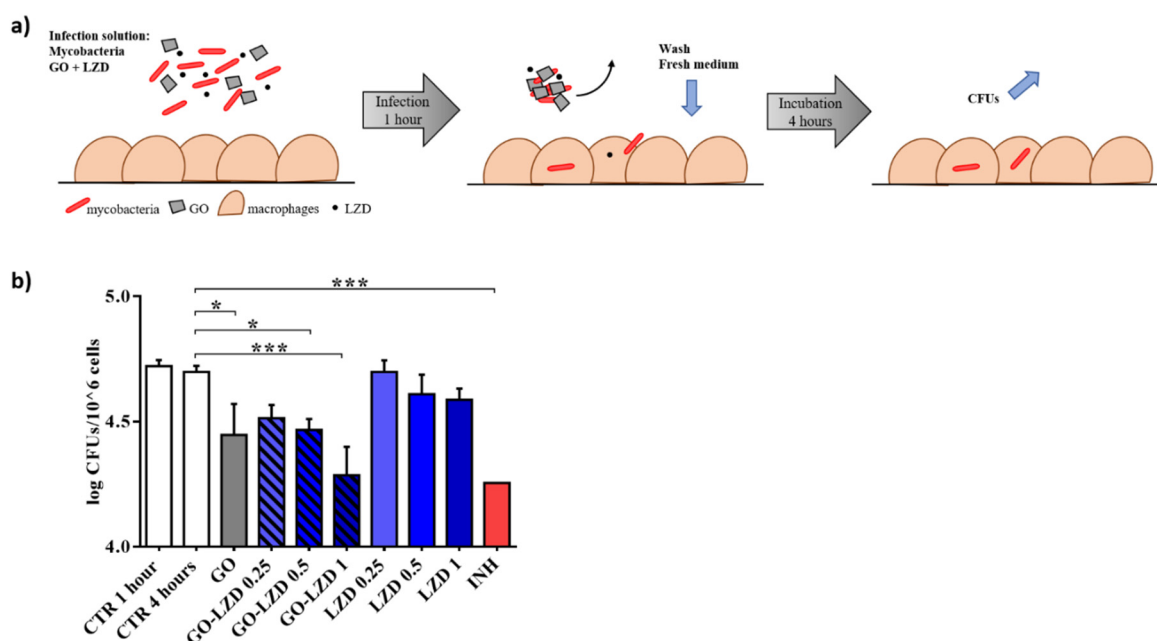 a)
Infection solution:
Mycobacteria
GO + LZD
Infection
1 hour
Wash
Fresh medium
Incubation
4 hours
CFUs
mycobacteria GO macrophages LZD
b)
***
*
*
***
log CFUs/10^6 cells
5.0
4.5
4.0
CTR 1 hour
CTR 4 hours
GO
GO-LZD 0.25
GO-LZD 0.5
GO-LZD 1
LZD 0.25
LZD 0.5
LZD 1
INH